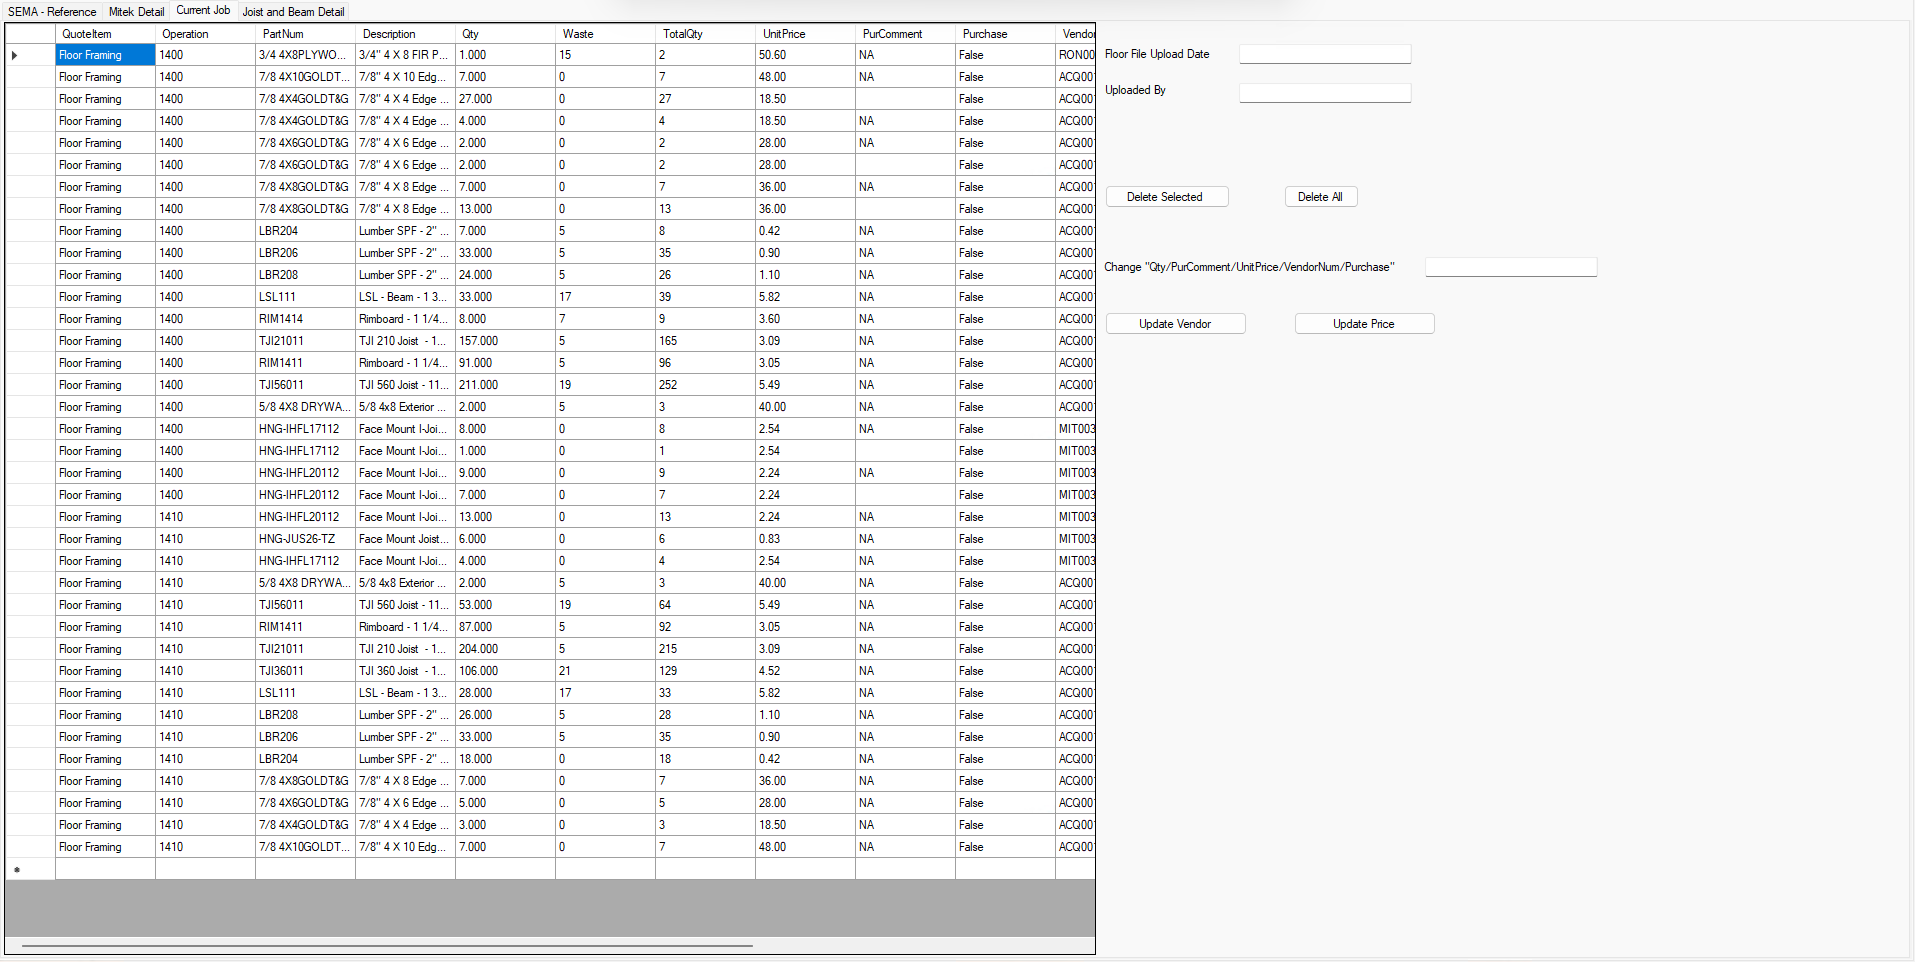 SEMA - Reference Mitek Detail Current Job Joist and Beam Detail
QuoteItem Operation PartNum Description Qty Waste TotalQty UnitPrice PurComment Purchase Vendor
Floor Framing 1400 3/4 4X8PLYWO... 3/4" 4 X 8 FIR P... 1.000 15 2 50.60 NA False RON00
Floor Framing 1400 7/8 4X10GOLDT... 7/8" 4 X 10 Edg... 7.000 0 7 48.00 NA False ACQ00
Floor Framing 1400 7/8 4X4GOLDT&G 7/8" 4 X 4 Edge ... 27.000 0 27 18.50 False ACQ00
Floor Framing 1400 7/8 4X4GOLDT&G 7/8" 4 X 4 Edge ... 4.000 0 4 18.50 NA False ACQ00
Floor Framing 1400 7/8 4X6GOLDT&G 7/8" 4 X 6 Edge ... 2.000 0 2 28.00 NA False ACQ00
Floor Framing 1400 7/8 4X6GOLDT&G 7/8" 4 X 6 Edge ... 2.000 0 2 28.00 False ACQ00
Floor Framing 1400 7/8 4X8GOLDT&G 7/8" 4 X 8 Edge ... 7.000 0 7 36.00 NA False ACQ00
Floor Framing 1400 7/8 4X8GOLDT&G 7/8" 4 X 8 Edge ... 13.000 0 13 36.00 False ACQ00
Floor Framing 1400 LBR204 Lumber SPF - 2" ... 7.000 5 8 0.42 NA False ACQ00
Floor Framing 1400 LBR206 Lumber SPF - 2" ... 33.000 5 35 0.90 NA False ACQ00
Floor Framing 1400 LBR208 Lumber SPF - 2" ... 24.000 5 26 1.10 NA False ACQ00
Floor Framing 1400 LSL111 LSL - Beam - 1 3... 33.000 17 39 5.82 NA False ACQ00
Floor Framing 1400 RIM1414 Rimboard - 1 1/4... 8.000 7 9 3.60 NA False ACQ00
Floor Framing 1400 TJI21011 TJI 210 Joist - 1... 157.000 5 165 3.09 NA False ACQ00
Floor Framing 1400 RIM1411 Rimboard - 1 1/4... 91.000 5 96 3.05 NA False ACQ00
Floor Framing 1400 TJI56011 TJI 560 Joist - 11... 211.000 19 252 5.49 NA False ACQ00
Floor Framing 1400 5/8 4X8 DRYWA... 5/8 4x8 Exterior ... 2.000 5 3 40.00 NA False ACQ00
Floor Framing 1400 HNG-IHFL17112 Face Mount I-Joi... 8.000 0 8 2.54 NA False MIT003
Floor Framing 1400 HNG-IHFL17112 Face Mount I-Joi... 1.000 0 1 2.54 False MIT003
Floor Framing 1400 HNG-IHFL20112 Face Mount I-Joi... 9.000 0 9 2.24 NA False MIT003
Floor Framing 1400 HNG-IHFL20112 Face Mount I-Joi... 7.000 0 7 2.24 False MIT003
Floor Framing 1410 HNG-IHFL20112 Face Mount I-Joi... 13.000 0 13 2.24 NA False MIT003
Floor Framing 1410 HNG-JUS26-TZ Face Mount Joist... 6.000 0 6 0.83 NA False MIT003
Floor Framing 1410 HNG-IHFL17112 Face Mount I-Joi... 4.000 0 4 2.54 NA False MIT003
Floor Framing 1410 5/8 4X8 DRYWA... 5/8 4x8 Exterior ... 2.000 5 3 40.00 NA False ACQ00
Floor Framing 1410 TJI56011 TJI 560 Joist - 11... 53.000 19 64 5.49 NA False ACQ00
Floor Framing 1410 RIM1411 Rimboard - 1 1/4... 87.000 5 92 3.05 NA False ACQ00
Floor Framing 1410 TJI21011 TJI 210 Joist - 1... 204.000 5 215 3.09 NA False ACQ00
Floor Framing 1410 TJI36011 TJI 360 Joist - 1... 106.000 21 129 4.52 NA False ACQ00
Floor Framing 1410 LSL111 LSL - Beam - 1 3... 28.000 17 33 5.82 NA False ACQ00
Floor Framing 1410 LBR208 Lumber SPF - 2" ... 26.000 5 28 1.10 NA False ACQ00
Floor Framing 1410 LBR206 Lumber SPF - 2" ... 33.000 5 35 0.90 NA False ACQ00
Floor Framing 1410 LBR204 Lumber SPF - 2" ... 18.000 0 18 0.42 NA False ACQ00
Floor Framing 1410 7/8 4X8GOLDT&G 7/8" 4 X 8 Edge ... 7.000 0 7 36.00 NA False ACQ00
Floor Framing 1410 7/8 4X6GOLDT&G 7/8" 4 X 6 Edge ... 5.000 0 5 28.00 NA False ACQ00
Floor Framing 1410 7/8 4X4GOLDT&G 7/8" 4 X 4 Edge ... 3.000 0 3 18.50 NA False ACQ00
Floor Framing 1410 7/8 4X10GOLDT... 7/8" 4 X 10 Edg... 7.000 0 7 48.00 NA False ACQ00
Floor File Upload Date
Uploaded By
Delete Selected Delete All
Change "Qty/PurComment/UnitPrice/VendorNum/Purchase"
Update Vendor Update Price